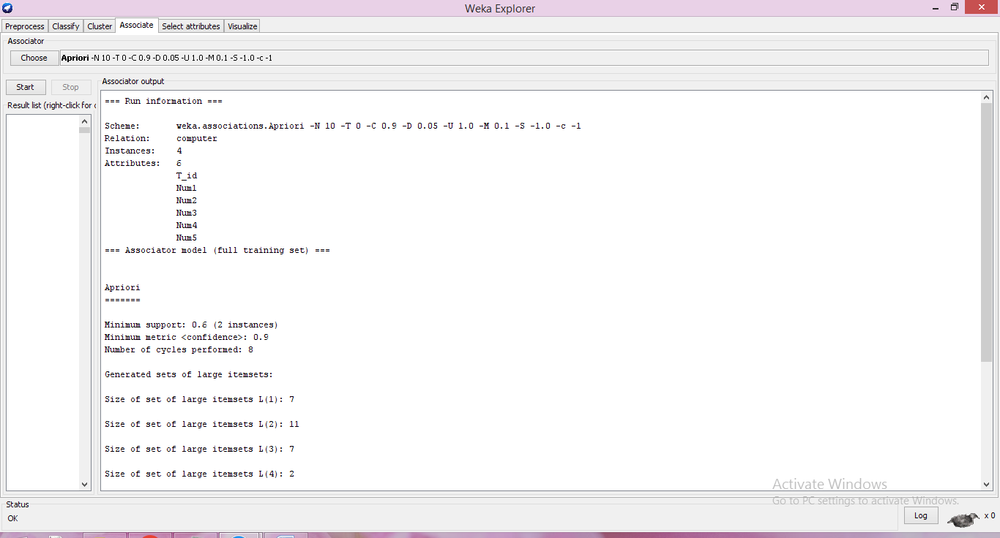 Weka Explorer
Preprocess Classify Cluster Associate Select attributes Visualize
Associator
Choose Apriori -N 10 -T 0 -C 0.9 -D 0.05 -U 1.0 -M 0.1 -S -1.0 -c -1
Start Stop
Associator output
Result list (right-click for
=== Run information ===
Scheme: weka.associations.Apriori -N 10 -T 0 -C 0.9 -D 0.05 -U 1.0 -M 0.1 -S -1.0 -c -1
Relation: computer
Instances: 4
Attributes: 6
T_id
Num1
Num2
Num3
Num4
Num5
=== Associator model (full training set) ===
Apriori
=======
Minimum support: 0.6 (2 instances)
Minimum metric <confidence>: 0.9
Number of cycles performed: 8
Generated sets of large itemsets:
Size of set of large itemsets L(1): 7
Size of set of large itemsets L(2): 11
Size of set of large itemsets L(3): 7
Size of set of large itemsets L(4): 2
Activate Windows
Go to PC settings to activate Windows.
Status
OK
Log
x 0